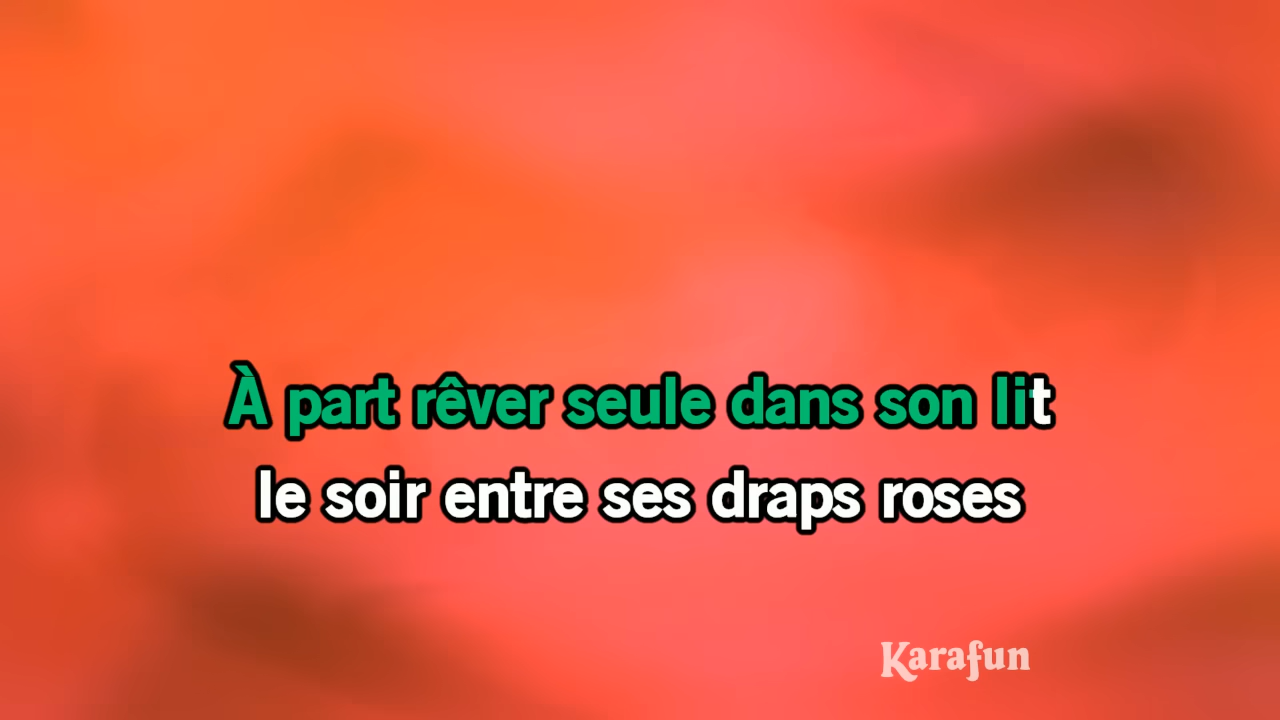 À part rêver seule dans son lit
le soir entre ses draps roses
Karafun